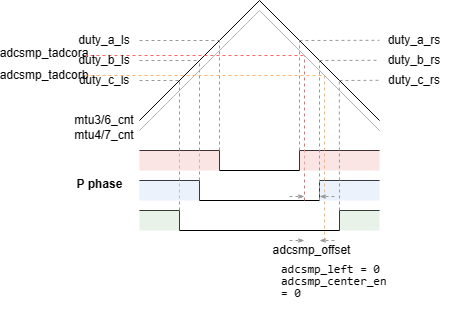 duty_a_ls
duty_a_rs
adcsmp_tadcora
duty_b_ls
duty_b_rs
adcsmp_tadcorb
duty_c_ls
duty_c_rs
mtu3/6_cnt
mtu4/7_cnt
P phase
adcsmp_offset
adcsmp_left = 0
adcsmp_center_en
= 0